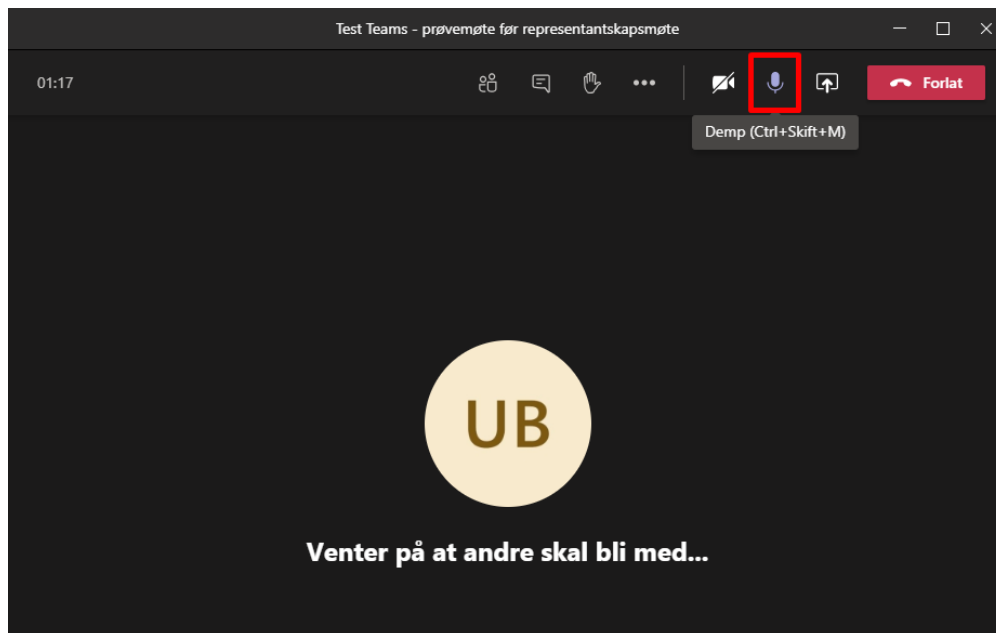 Test Teams - prøvemøte før representantskapsmøte
01:17
Forlat
Demp (Ctrl+Skift+M)
UB
Venter på at andre skal bli med...